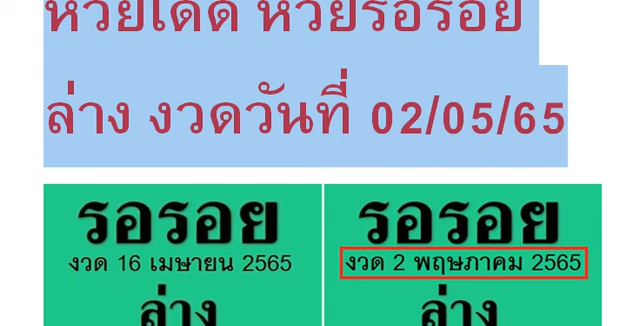 หวยเด็ด หวยรอรอย
ล่าง งวดวันที่ 02/05/65
รอรอย
งวด 16 เมษายน 2565
ล่าง
รอรอย
งวด 2 พฤษภาคม 2565
ล่าง